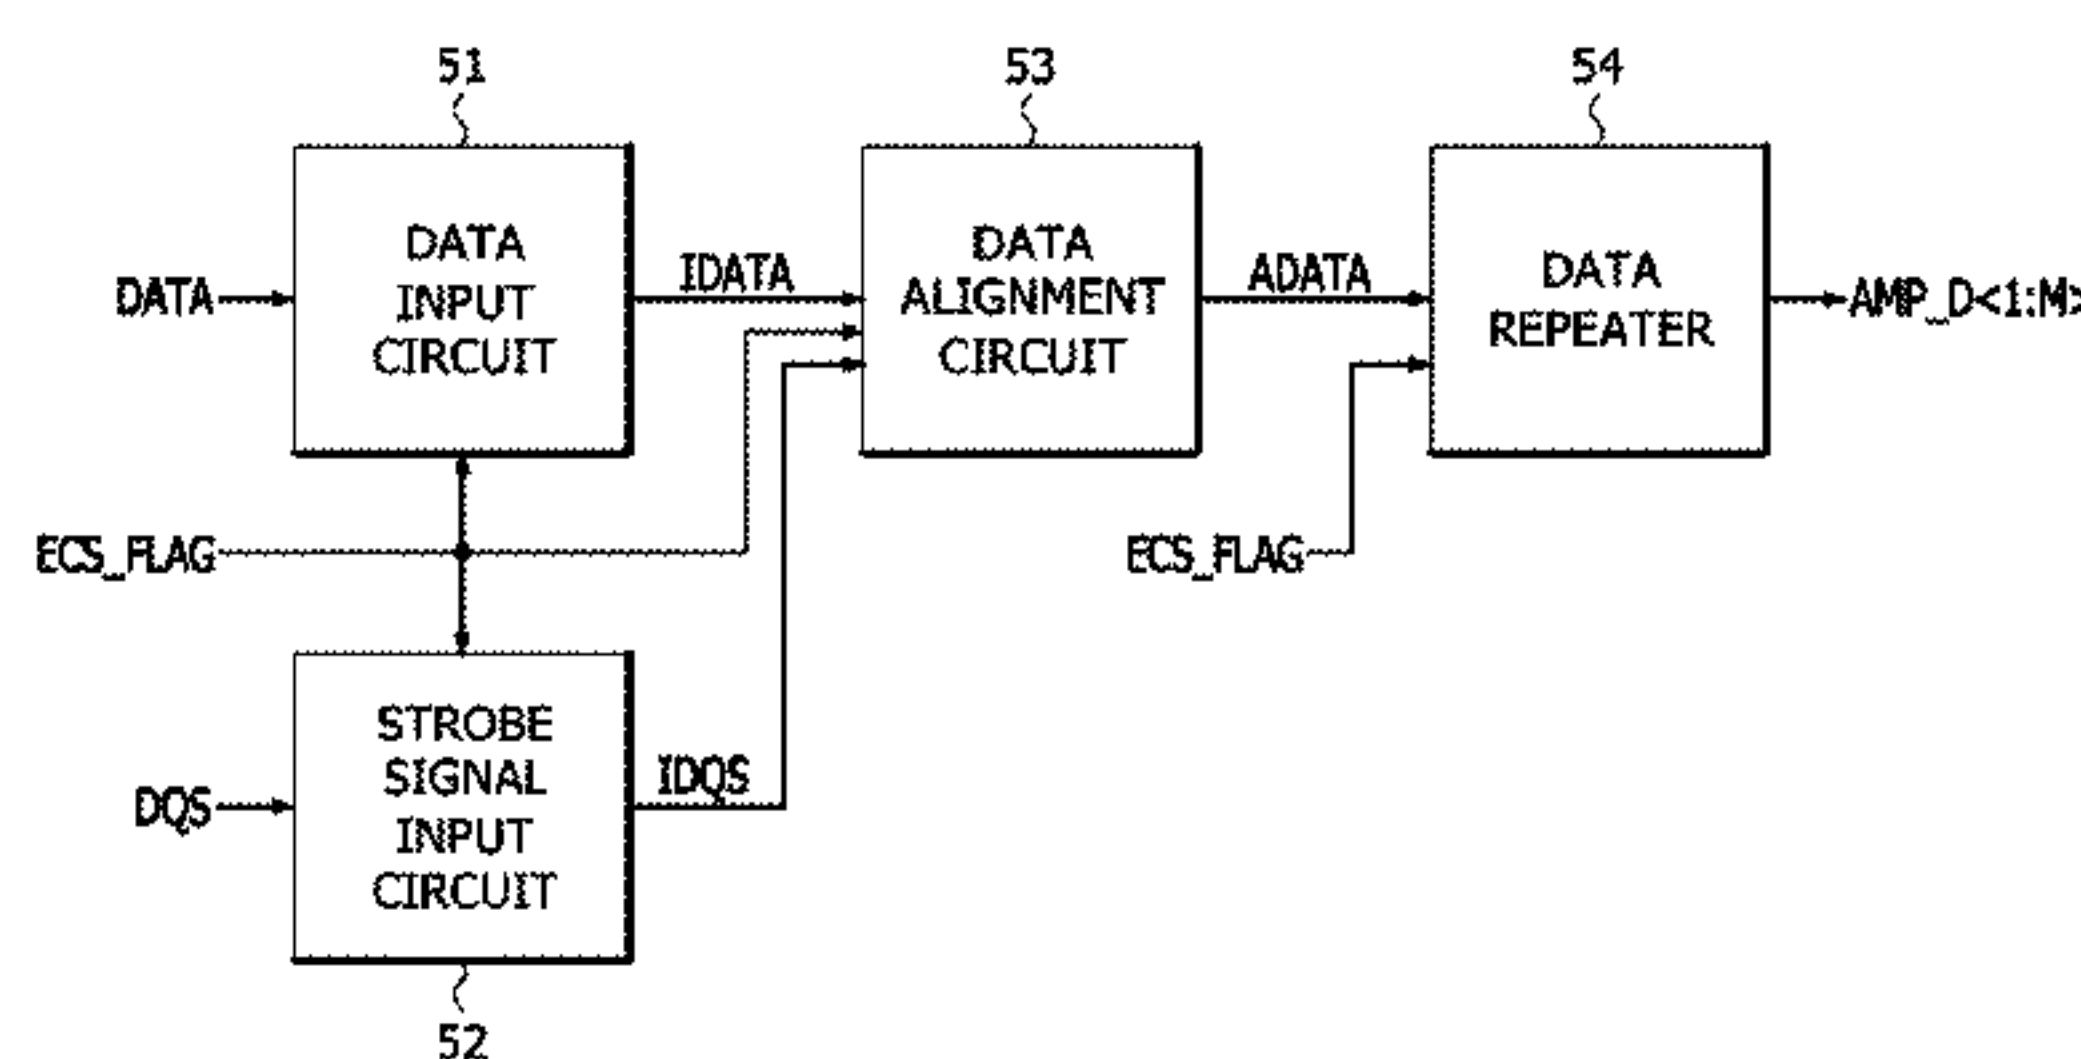 51
53
54
DATA
INPUT
CIRCUIT
DATA
ALIGNMENT
CIRCUIT
DATA
REPEATER
DATA
IDATA
ADATA
AMP_D<1:M>
ECS_FLAG
ECS_FLAG
STROBE
SIGNAL
INPUT
CIRCUIT
DQS
IDQS
52